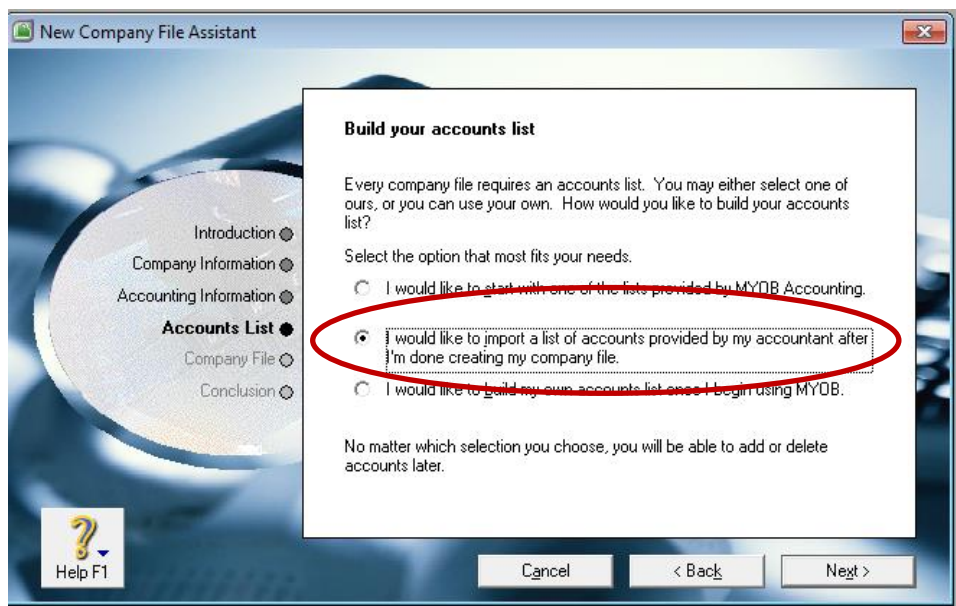 New Company File Assistant
Build your accounts list
Every company file requires an accounts list. You may either select one of
ours, or you can use your own. How would you like to build your accounts
list?
Select the option that most fits your needs.
I would like to start with one of the lists provided by MYOB Accounting.
I would like to import a list of accounts provided by my accountant after
I'm done creating my company file.
I would like to build my own accounts list once I begin using MYOB.
No matter which selection you choose, you will be able to add or delete
accounts later.
Introduction
Company Information
Accounting Information
Accounts List
Company File
Conclusion
Help F1
Cancel
< Back
Next >